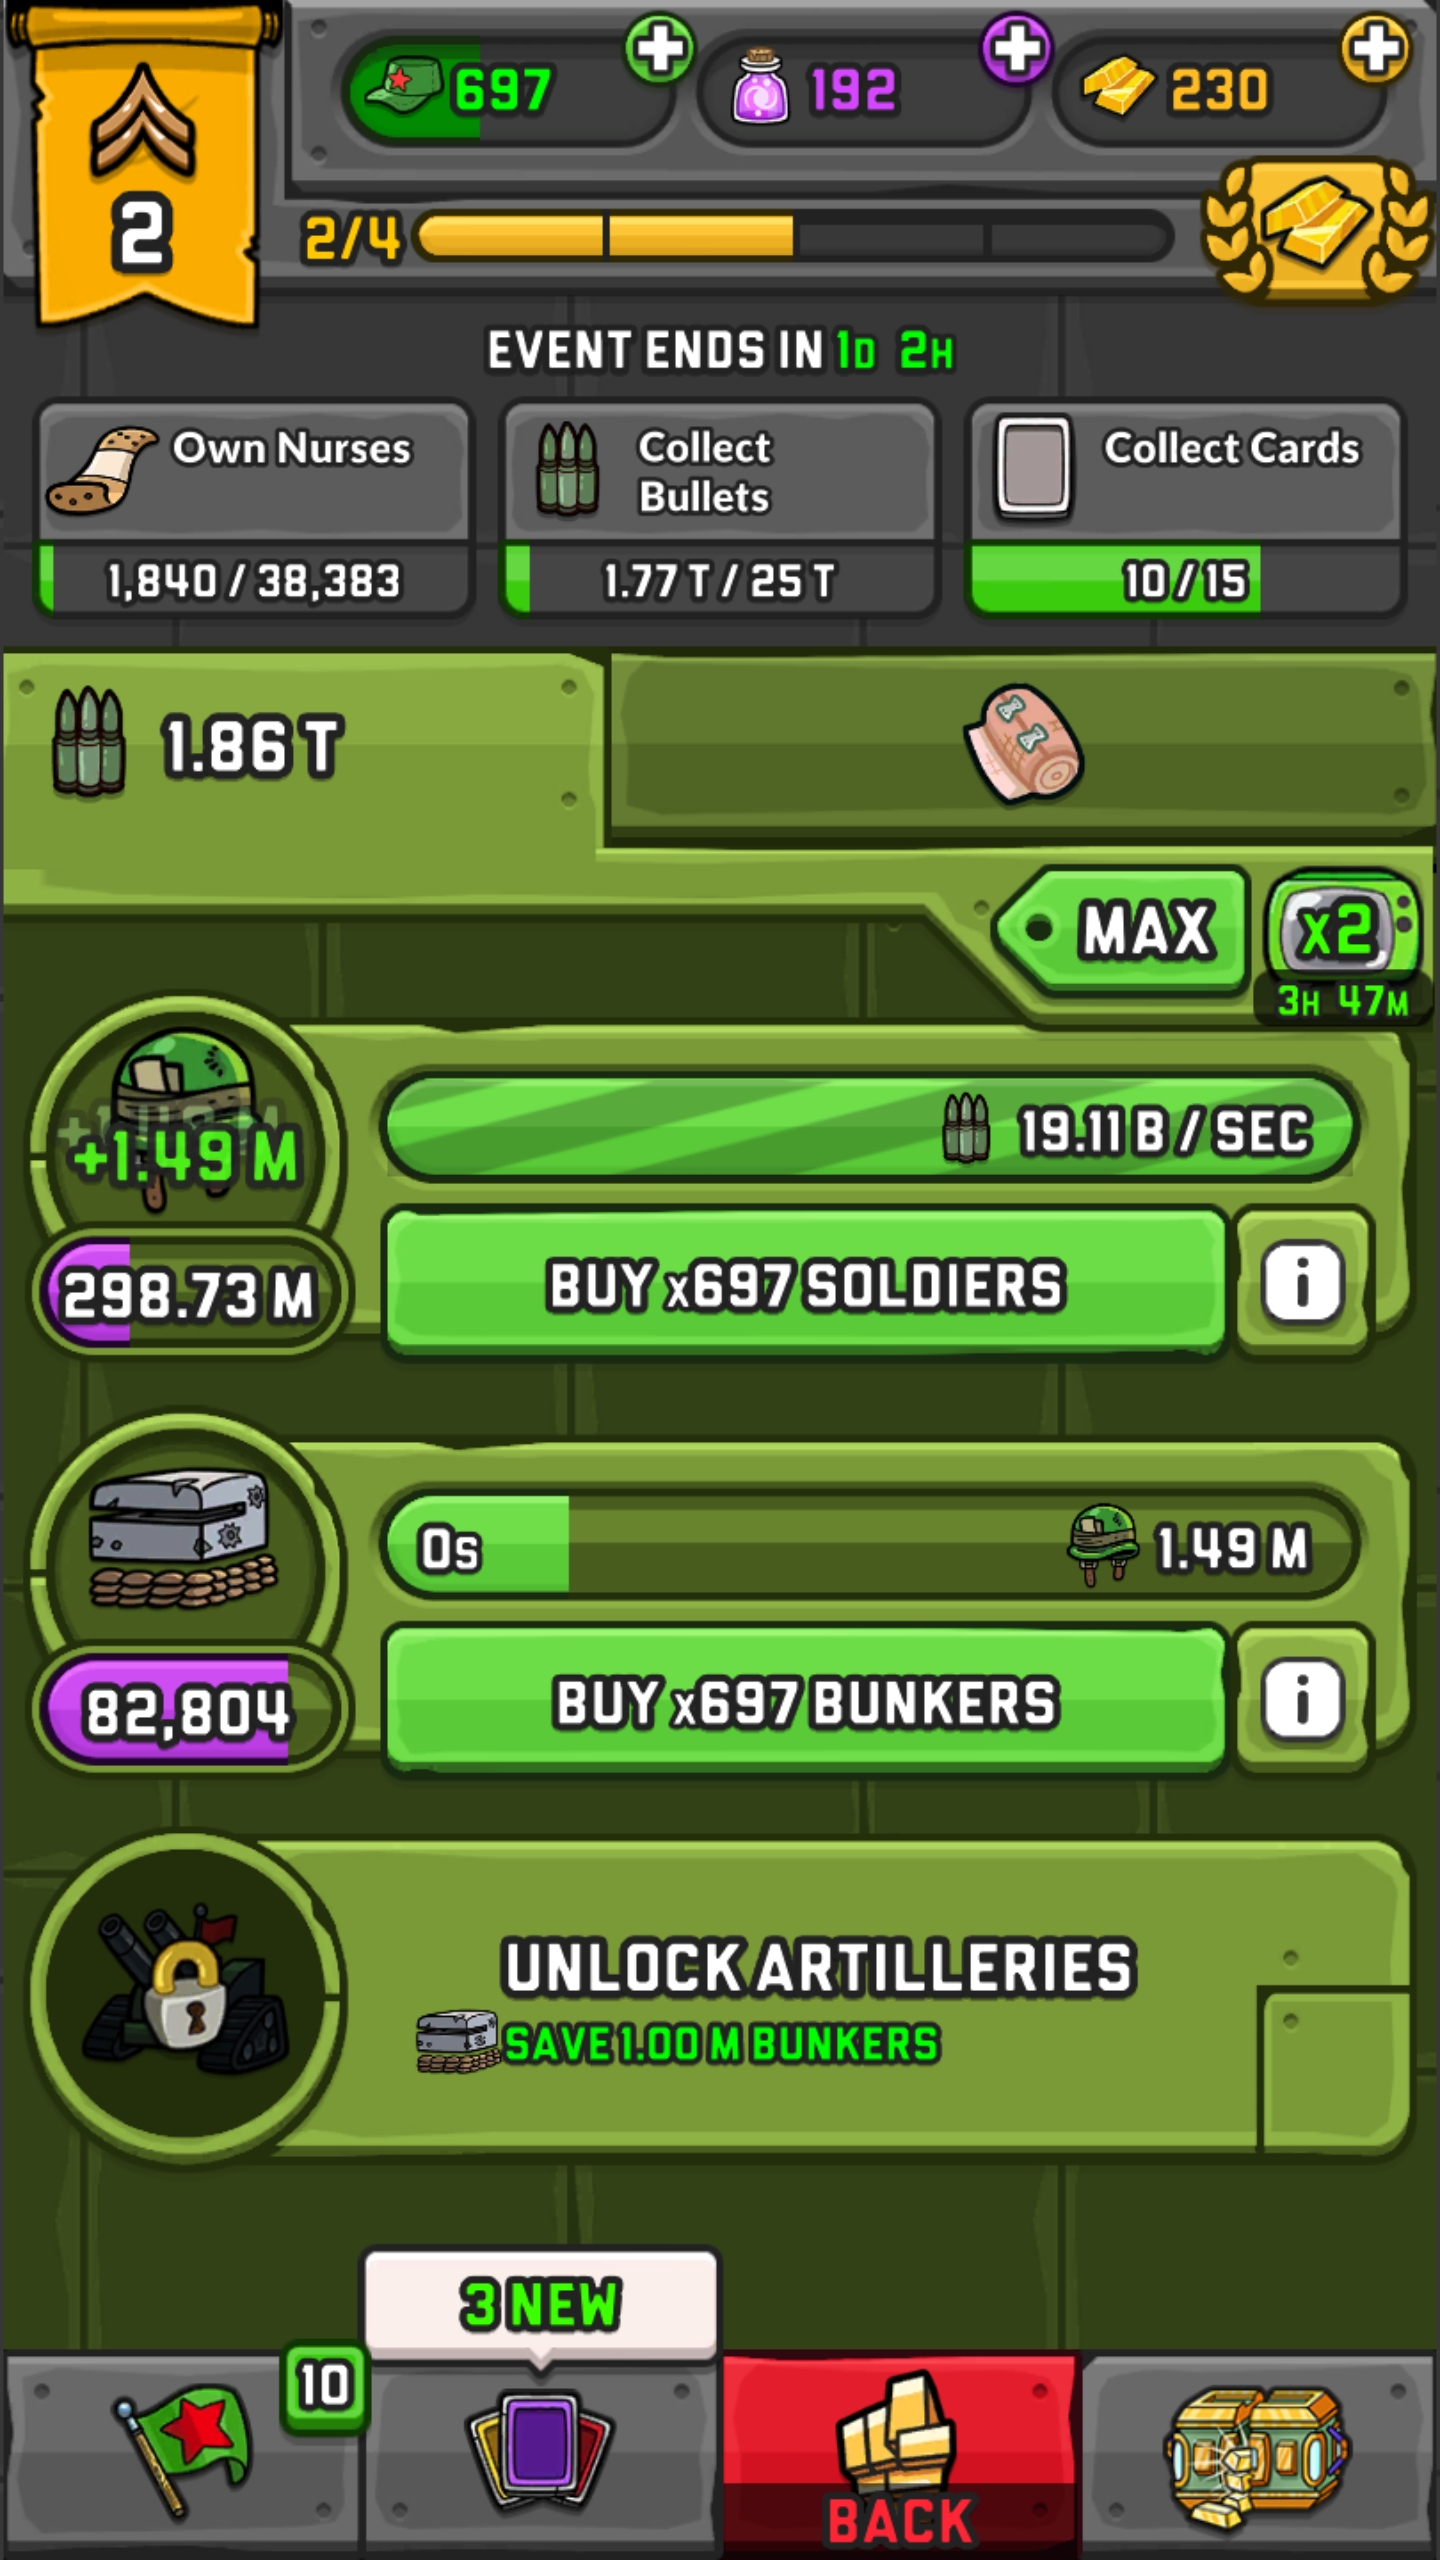 697
192
230
2
2/4
EVENT ENDS IN 1D 2H
Own Nurses
Collect
Bullets
Collect Cards
1,840 / 38,383
1.77 T / 25 T
10 / 15
1.86 T
MAX
x2
3H 47M
19.11 B / SEC
+1.49 M
298.73 M
BUY x697 SOLDIERS
i
0s
1.49 M
82,804
BUY x697 BUNKERS
i
UNLOCK ARTILLERIES
SAVE 1.00 M BUNKERS
3 NEW
10
BACK